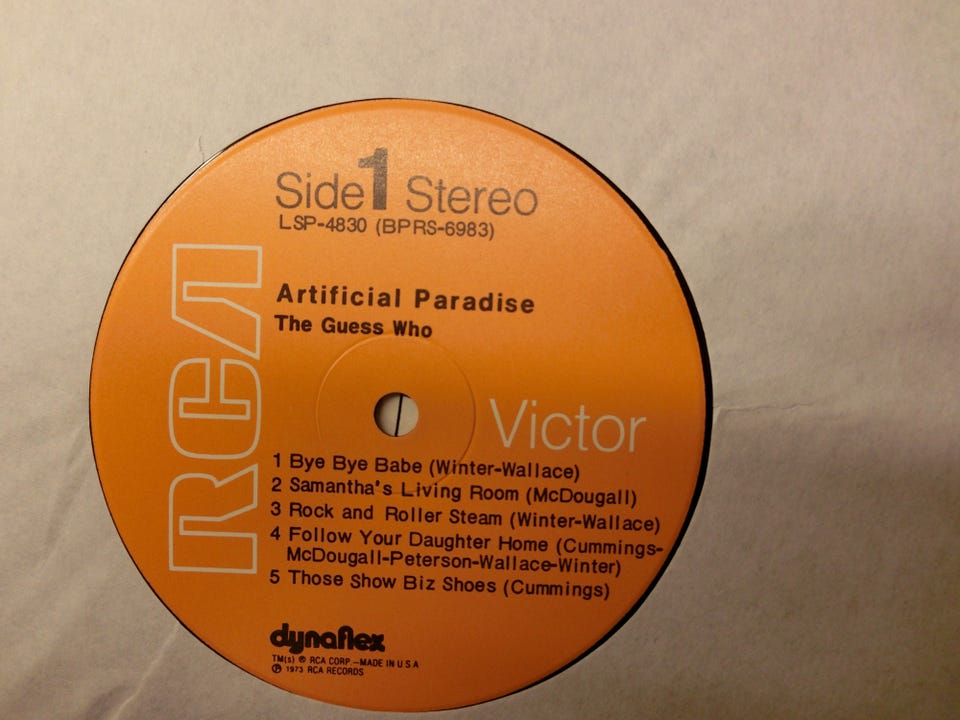 Side 1 Stereo
LSP-4830 (BPRS-6983)
Artificial Paradise
The Guess Who
RCA
Victor
1 Bye Bye Babe (Winter-Wallace)
2 Samantha's Living Room (McDougall)
3 Rock and Roller Steam (Winter-Wallace)
4 Follow Your Daughter Home (Cummings-
McDougall-Peterson-Wallace-Winter)
5 Those Show Biz Shoes (Cummings)
dynaflex
TM(s) ® RCA CORP.—MADE IN U S A
℗ 1973 RCA RECORDS